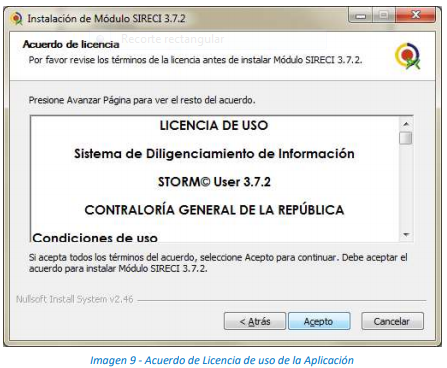 Instalación de Módulo SIRECI 3.7.2
Recorte rectangular
Acuerdo de licencia
Por favor revise los términos de la licencia antes de instalar Módulo SIRECI 3.7.2.
Presione Avanzar Página para ver el resto del acuerdo.
LICENCIA DE USO
Sistema de Diligenciamiento de Información
STORM© User 3.7.2
CONTRALORÍA GENERAL DE LA REPÚBLICA
Condiciones de uso
Si acepta todos los términos del acuerdo, seleccione Acepto para continuar. Debe aceptar el
acuerdo para instalar Módulo SIRECI 3.7.2.
Nullsoft Install System v2.46
< Atrás
Acepto
Cancelar
Imagen 9 - Acuerdo de Licencia de uso de la Aplicación